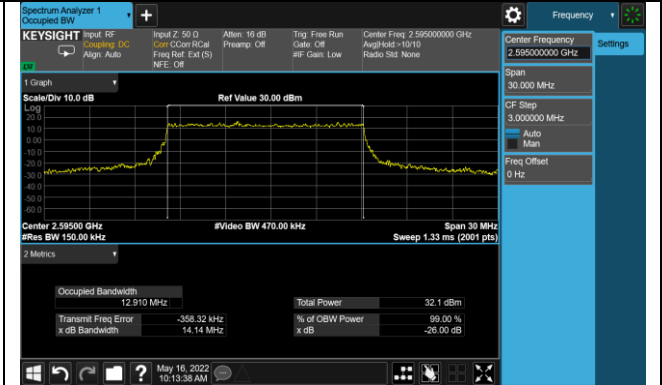 Spectrum Analyzer 1
Occupied BW
+
Frequency
KEYSIGHT
Input: RF
Coupling: DC
Align: Auto
Input Z: 50 Ω
Corr CCorr RCal
Freq Ref: Ext (S)
NFE: Off
Atten: 16 dB
Preamp: Off
Trig: Free Run
Gate: Off
#IF Gain: Low
Center Freq: 2.595000000 GHz
Avg|Hold:>10/10
Radio Std: None
Center Frequency
2.595000000 GHz
Settings
Span
30.000 MHz
CF Step
3.000000 MHz
Auto
Man
Freq Offset
0 Hz
1 Graph
Scale/Div 10.0 dB
Ref Value 30.00 dBm
Log
20.0
10.0
0.00
-10.0
-20.0
-30.0
-40.0
-50.0
-60.0
Center 2.59500 GHz
#Video BW 470.00 kHz
Span 30 MHz
#Res BW 150.00 kHz
Sweep 1.33 ms (2001 pts)
2 Metrics
Occupied Bandwidth
12.910 MHz
Total Power
32.1 dBm
Transmit Freq Error
-358.32 kHz
% of OBW Power
99.00 %
x dB Bandwidth
14.14 MHz
x dB
-26.00 dB
?
May 16, 2022
10:13:38 AM